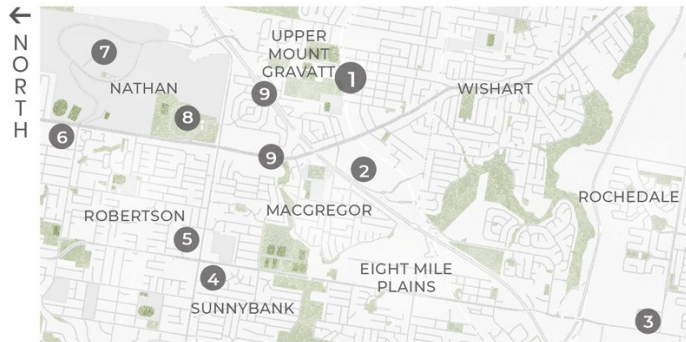 ← NORTH
UPPER
MOUNT
GRAVATT
1
7
NATHAN
9
WISHART
8
6
9
2
ROCHEDALE
ROBERTSON
MACGREGOR
5
4
EIGHT MILE
PLAINS
SUNNYBANK
3